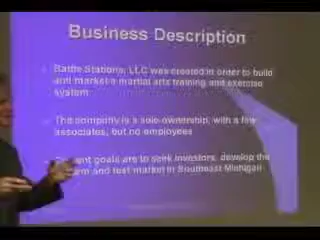 Business Description
Battle Stations, LLC was created in order to build
and market a martial arts training and exercise
system
The company is a sole ownership, with a few
associates, but no employees
goals are to seek investors, develop the
and test market in Southeast Michigan